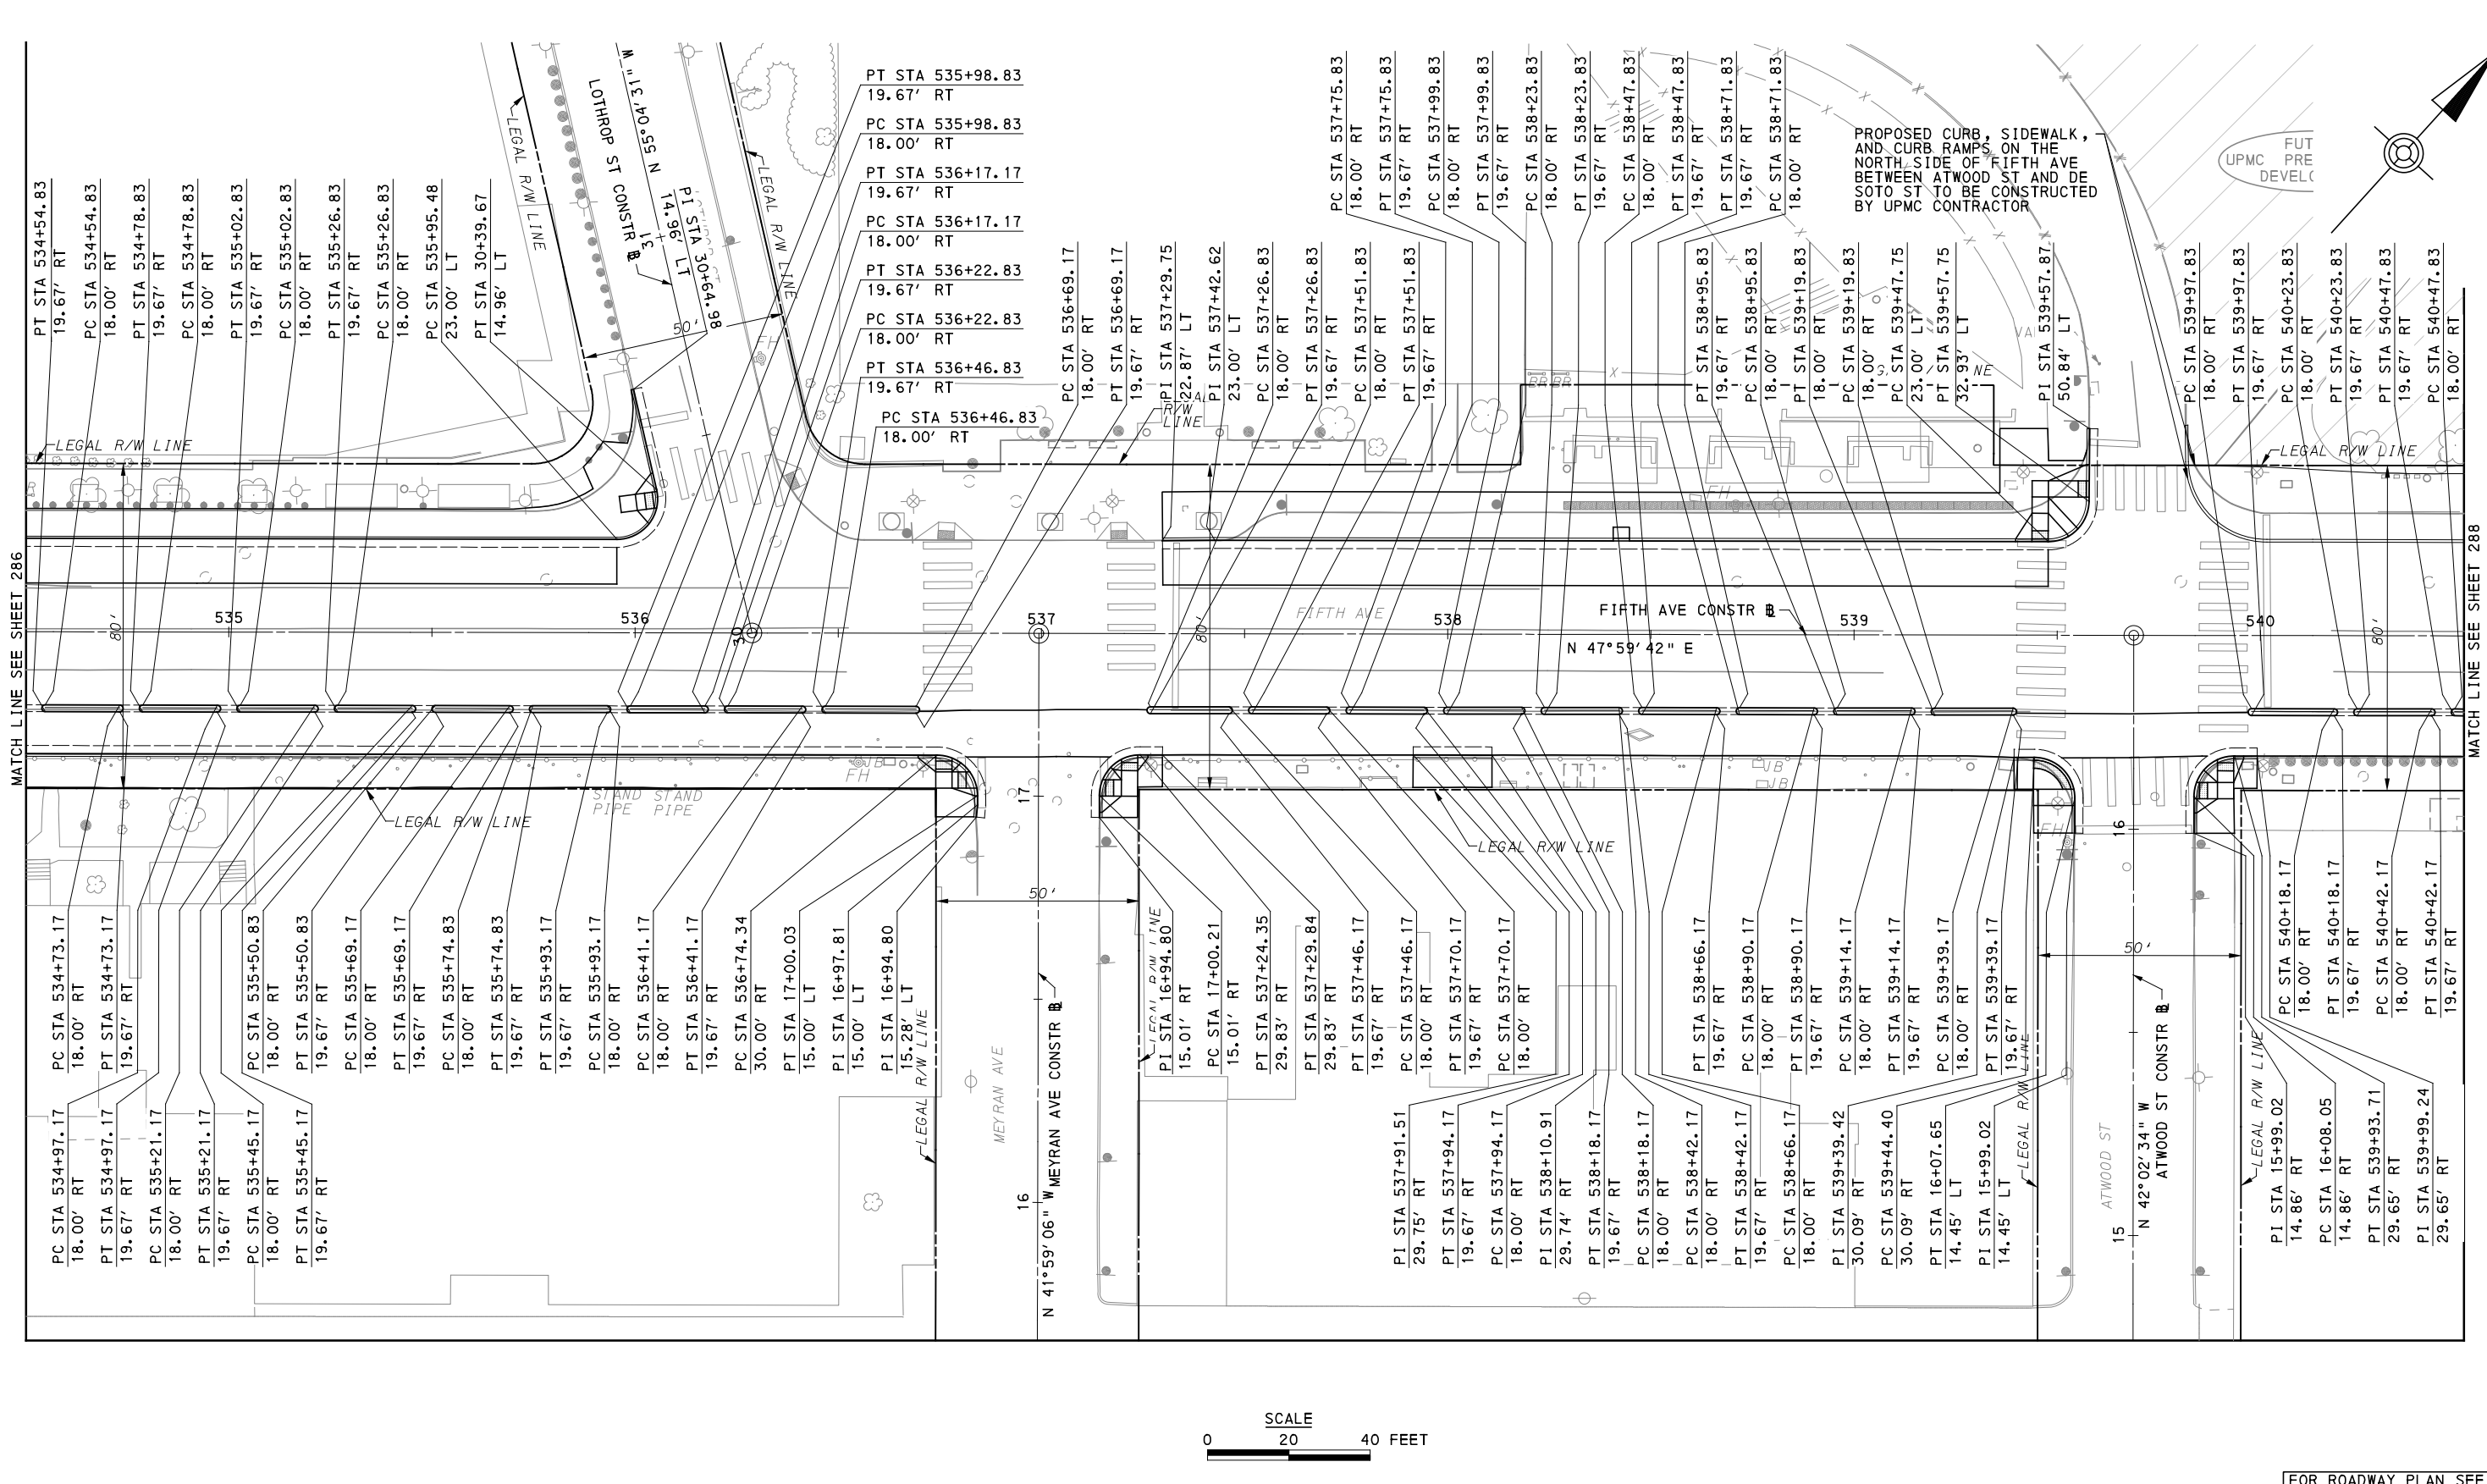 PT STA 534+54.83
19.67' RT
PC STA 534+54.83
18.00' RT
PT STA 534+78.83
19.67' RT
PC STA 534+78.83
18.00' RT
PT STA 535+02.83
19.67' RT
PC STA 535+02.83
18.00' RT
PT STA 535+26.83
19.67' RT
PC STA 535+26.83
18.00' RT
PC STA 535+95.48
23.00' LT
PT STA 30+39.67
14.96' LT
LEGAL R/W LINE
LOTHROP ST CONSTR BL
N 55°04'31" W
31
PI STA 30+64.98
14.96' LT
50'
LEGAL R/W LINE
PT STA 535+98.83
19.67' RT
PC STA 535+98.83
18.00' RT
PT STA 536+17.17
19.67' RT
PC STA 536+17.17
18.00' RT
PT STA 536+22.83
19.67' RT
PC STA 536+22.83
18.00' RT
PT STA 536+46.83
19.67' RT
PC STA 536+46.83
18.00' RT
PC STA 536+69.17
18.00' RT
PT STA 536+69.17
19.67' RT
PI STA 537+29.75
22.87' LT
PI STA 537+42.62
23.00' LT
PC STA 537+26.83
18.00' RT
PT STA 537+26.83
19.67' RT
PC STA 537+51.83
18.00' RT
PT STA 537+51.83
19.67' RT
PC STA 537+75.83
18.00' RT
PT STA 537+75.83
19.67' RT
PC STA 537+99.83
18.00' RT
PT STA 537+99.83
19.67' RT
PC STA 538+23.83
18.00' RT
PT STA 538+23.83
19.67' RT
PC STA 538+47.83
18.00' RT
PT STA 538+47.83
19.67' RT
PT STA 538+71.83
19.67' RT
PC STA 538+71.83
18.00' RT
PT STA 538+95.83
19.67' RT
PC STA 538+95.83
18.00' RT
PT STA 539+19.83
18.00' RT
PC STA 539+19.83
18.00' RT
PC STA 539+47.75
23.00' LT
PT STA 539+57.75
32.93' LT
PI STA 539+57.87
50.84' LT
PROPOSED CURB, SIDEWALK,
AND CURB RAMPS ON THE
NORTH SIDE OF FIFTH AVE
BETWEEN ATWOOD ST AND DE
SOTO ST TO BE CONSTRUCTED
BY UPMC CONTRACTOR
FUT
UPMC PRE
DEVELO
PC STA 539+97.83
18.00' RT
PT STA 539+97.83
19.67' RT
PC STA 540+23.83
18.00' RT
PT STA 540+23.83
19.67' RT
PT STA 540+47.83
19.67' RT
PC STA 540+47.83
18.00' RT
LEGAL R/W LINE
R/W
LINE
LEGAL R/W LINE
FH
BR BR
FH
MATCH LINE SEE SHEET 286
MATCH LINE SEE SHEET 288
80'
535
536
30
537
80'
FIFTH AVE
538
FIFTH AVE CONSTR BL
539
540
80'
N 47°59'42" E
LEGAL R/W LINE
STAND STAND
PIPE PIPE
JB
FH
17
JB
JB
LEGAL R/W LINE
FH
16
50'
50'
PC STA 534+73.17
18.00' RT
PT STA 534+73.17
19.67' RT
PC STA 535+50.83
18.00' RT
PT STA 535+50.83
19.67' RT
PC STA 535+69.17
18.00' RT
PT STA 535+69.17
19.67' RT
PC STA 535+74.83
18.00' RT
PT STA 535+74.83
19.67' RT
PT STA 535+93.17
19.67' RT
PC STA 535+93.17
18.00' RT
PC STA 536+41.17
18.00' RT
PT STA 536+41.17
19.67' RT
PC STA 536+74.34
30.00' RT
PT STA 17+00.03
15.00' LT
PI STA 16+97.81
15.00' LT
PI STA 16+94.80
15.28' LT
LEGAL R/W LINE
PI STA 16+94.80
15.01' RT
PC STA 17+00.21
15.01' RT
PT STA 537+24.35
29.83' RT
PT STA 537+29.84
29.83' RT
PT STA 537+46.17
19.67' RT
PC STA 537+46.17
18.00' RT
PT STA 537+70.17
19.67' RT
PC STA 537+70.17
18.00' RT
PT STA 538+66.17
19.67' RT
PC STA 538+90.17
18.00' RT
PT STA 538+90.17
19.67' RT
PC STA 539+14.17
18.00' RT
PT STA 539+14.17
19.67' RT
PC STA 539+39.17
18.00' RT
PT STA 539+39.17
19.67' RT
PC STA 540+18.17
18.00' RT
PT STA 540+18.17
19.67' RT
PC STA 540+42.17
18.00' RT
PT STA 540+42.17
19.67' RT
PC STA 534+97.17
18.00' RT
PT STA 534+97.17
19.67' RT
PC STA 535+21.17
18.00' RT
PT STA 535+21.17
19.67' RT
PC STA 535+45.17
18.00' RT
PT STA 535+45.17
19.67' RT
LEGAL R/W LINE
MEYRAN AVE
16
N 41°59'06" W
MEYRAN AVE CONSTR BL
PI STA 537+91.51
29.75' RT
PT STA 537+94.17
19.67' RT
PC STA 537+94.17
18.00' RT
PI STA 538+10.91
29.74' RT
PT STA 538+18.17
19.67' RT
PC STA 538+18.17
18.00' RT
PC STA 538+42.17
18.00' RT
PT STA 538+42.17
19.67' RT
PC STA 538+66.17
18.00' RT
PI STA 539+39.42
30.09' RT
PC STA 539+44.40
30.09' RT
PT STA 16+07.65
14.45' LT
PI STA 15+99.02
14.45' LT
LEGAL R/W LINE
ATWOOD ST
15
N 42°02'34" W
ATWOOD ST CONSTR BL
LEGAL R/W LINE
PI STA 15+99.02
14.86' RT
PC STA 16+08.05
14.86' RT
PT STA 539+93.71
29.65' RT
PI STA 539+99.24
29.65' RT
SCALE
0 20 40 FEET
FOR ROADWAY PLAN SEE